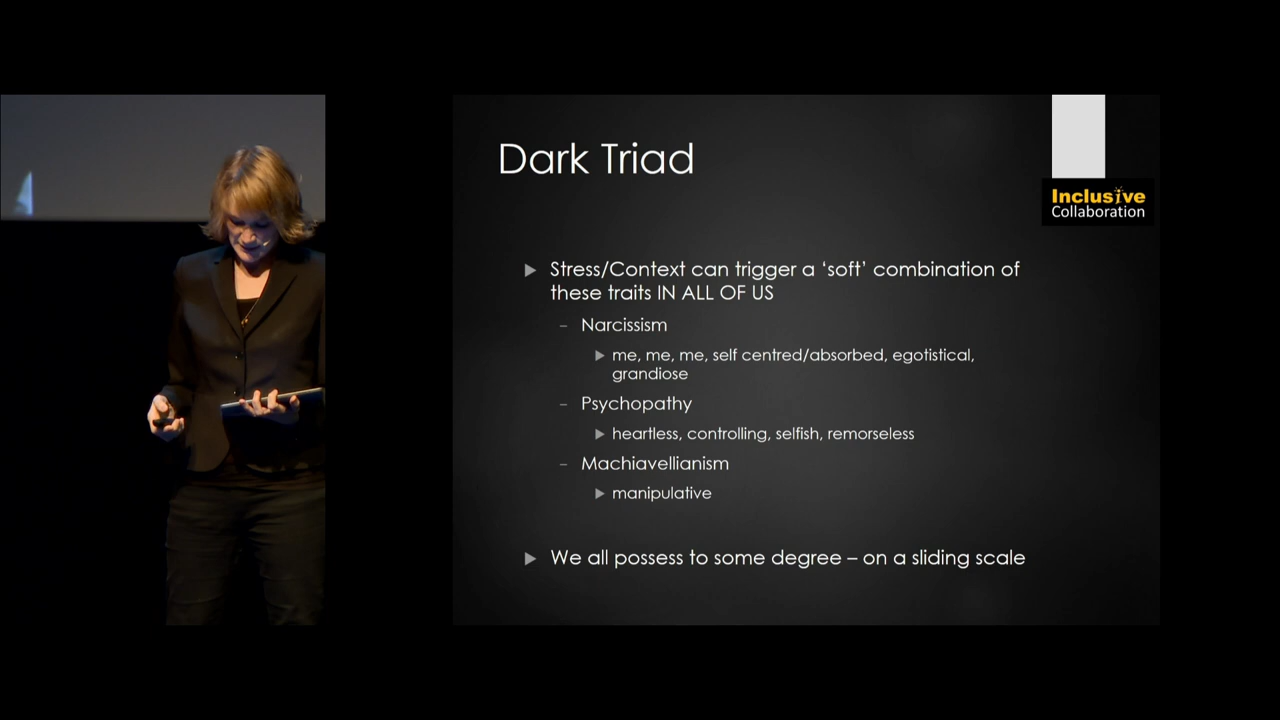 Dark Triad
Inclusive
Collaboration
Stress/Context can trigger a ‘soft’ combination of
these traits IN ALL OF US
– Narcissism
me, me, me, self centred/absorbed, egotistical,
grandiose
– Psychopathy
heartless, controlling, selfish, remorseless
– Machiavellianism
manipulative
We all possess to some degree – on a sliding scale